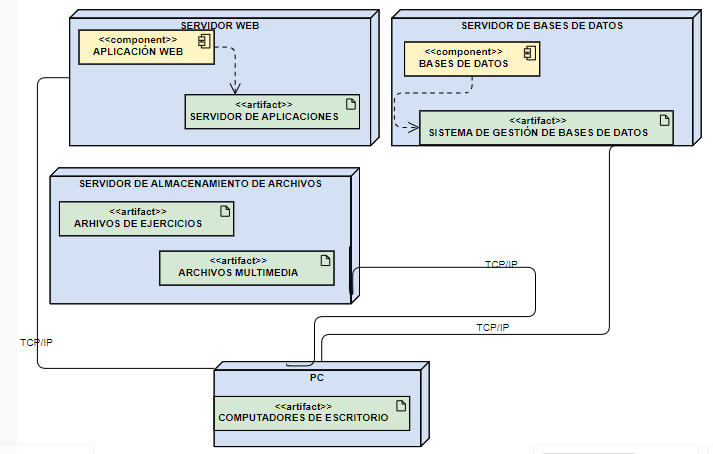 SERVIDOR WEB
<<component>>
APLICACIÓN WEB
<<artifact>>
SERVIDOR DE APLICACIONES
SERVIDOR DE BASES DE DATOS
<<component>>
BASES DE DATOS
<<artifact>>
SISTEMA DE GESTIÓN DE BASES DE DATOS
SERVIDOR DE ALMACENAMIENTO DE ARCHIVOS
<<artifact>>
ARHIVOS DE EJERCICIOS
<<artifact>>
ARCHIVOS MULTIMEDIA
TCP/IP
TCP/IP
TCP/IP
PC
<<artifact>>
COMPUTADORES DE ESCRITORIO